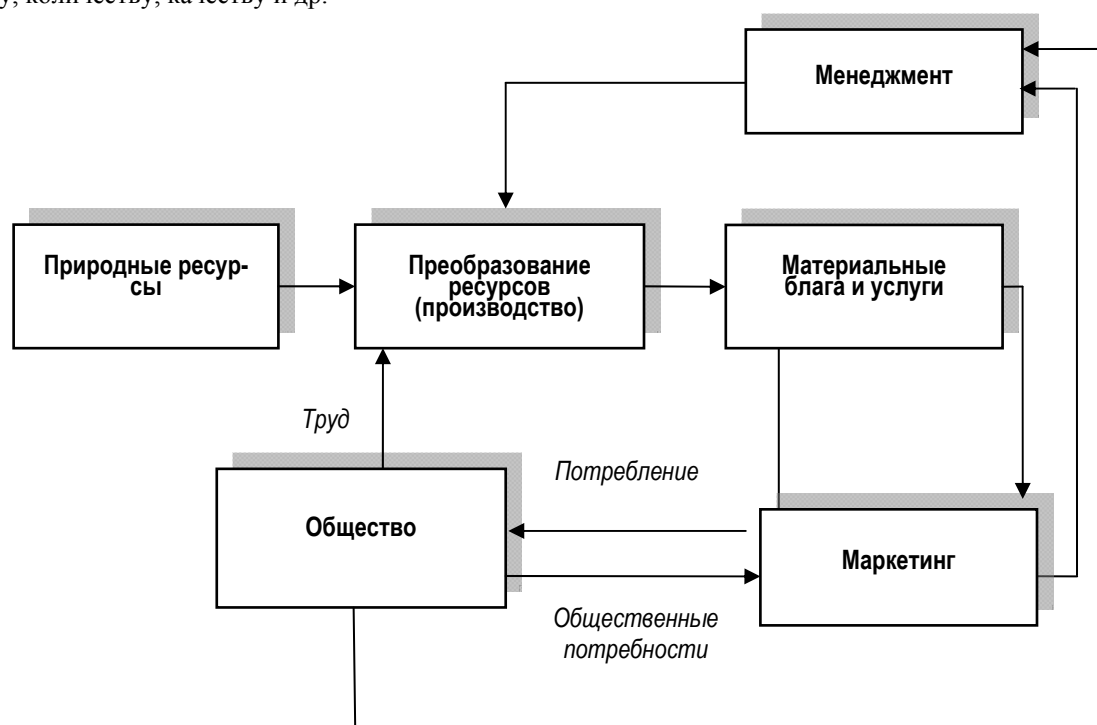 у, количеству, качеству и др.
Менеджмент
Природные ресур-
сы
Преобразование
ресурсов
(производство)
Материальные
блага и услуги
Труд
Потребление
Общество
Маркетинг
Общественные
потребности